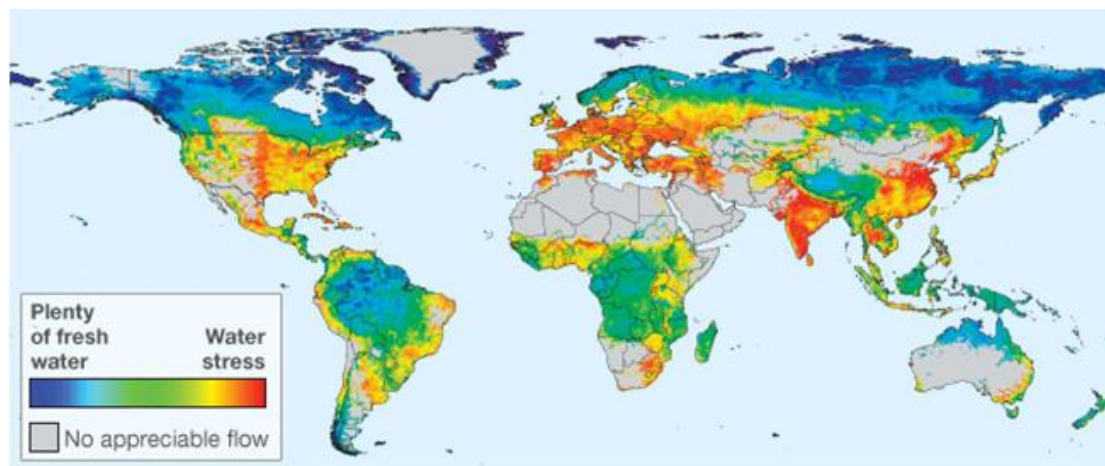 Plenty
of fresh Water
water stress
No appreciable flow